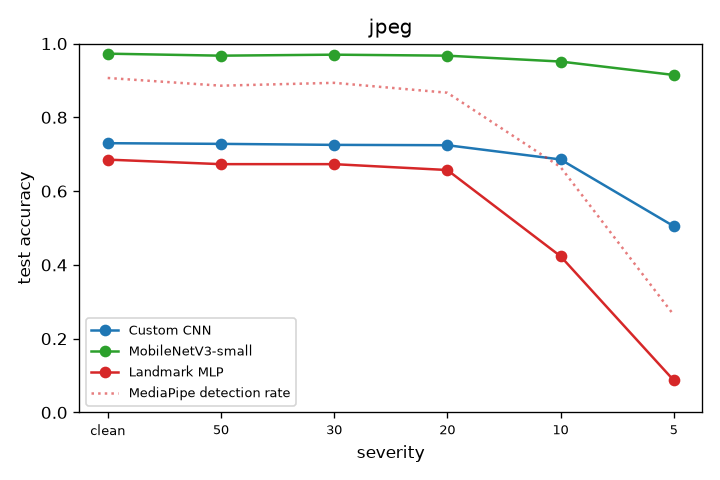 jpeg
test accuracy
1.0
0.8
0.6
0.4
0.2
0.0
Custom CNN
MobileNetV3-small
Landmark MLP
MediaPipe detection rate
clean 50 30 20 10 5
severity